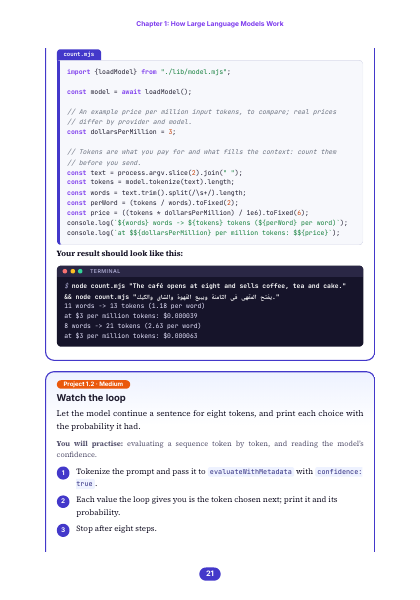 Chapter 1: How Large Language Models Work
count.mjs
import {loadModel} from "./lib/model.mjs";
const model = await loadModel();
// An example price per million input tokens, to compare; real prices
// differ by provider and model.
const dollarsPerMillion = 3;
// Tokens are what you pay for and what fills the context: count them
// before you send.
const text = process.argv.slice(2).join(" ");
const tokens = model.tokenize(text).length;
const words = text.trim().split(/\s+/).length;
const perWord = (tokens / words).toFixed(2);
const price = ((tokens * dollarsPerMillion) / 1e6).toFixed(6);
console.log(`${words} words -> ${tokens} tokens (${perWord} per word)`);
console.log(`at $${dollarsPerMillion} per million tokens: $${price}`);
Your result should look like this:
TERMINAL
$ node count.mjs "The café opens at eight and sells coffee, tea and cake."
&& node count.mjs "يفتح المقهى في الثامنة ويبيع القهوة والشاي والكيك."
11 words -> 13 tokens (1.18 per word)
at $3 per million tokens: $0.000039
8 words -> 21 tokens (2.63 per word)
at $3 per million tokens: $0.000063
Project 1.2 · Medium
Watch the loop
Let the model continue a sentence for eight tokens, and print each choice with
the probability it had.
You will practise: evaluating a sequence token by token, and reading the model's
confidence.
1 Tokenize the prompt and pass it to evaluateWithMetadata with confidence:
true.
2 Each value the loop gives you is the token chosen next; print it and its
probability.
3 Stop after eight steps.
21